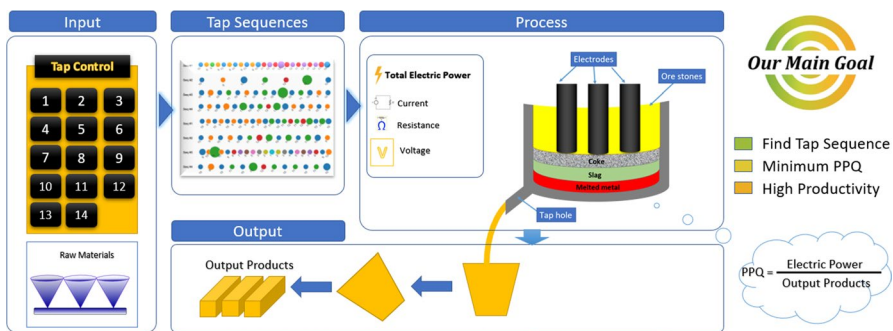 Input
Tap Control
1 2 3
4 5 6
7 8 9
10 11 12
13 14
Raw Materials
Tap Sequences
Process
Total Electric Power
Current
Ω Resistance
V Voltage
Electrodes
Ore stones
Coke
Slag
Melted metal
Tap hole
Output
Output Products
Our Main Goal
Find Tap Sequence
Minimum PPQ
High Productivity
PPQ = Electric Power
Output Products